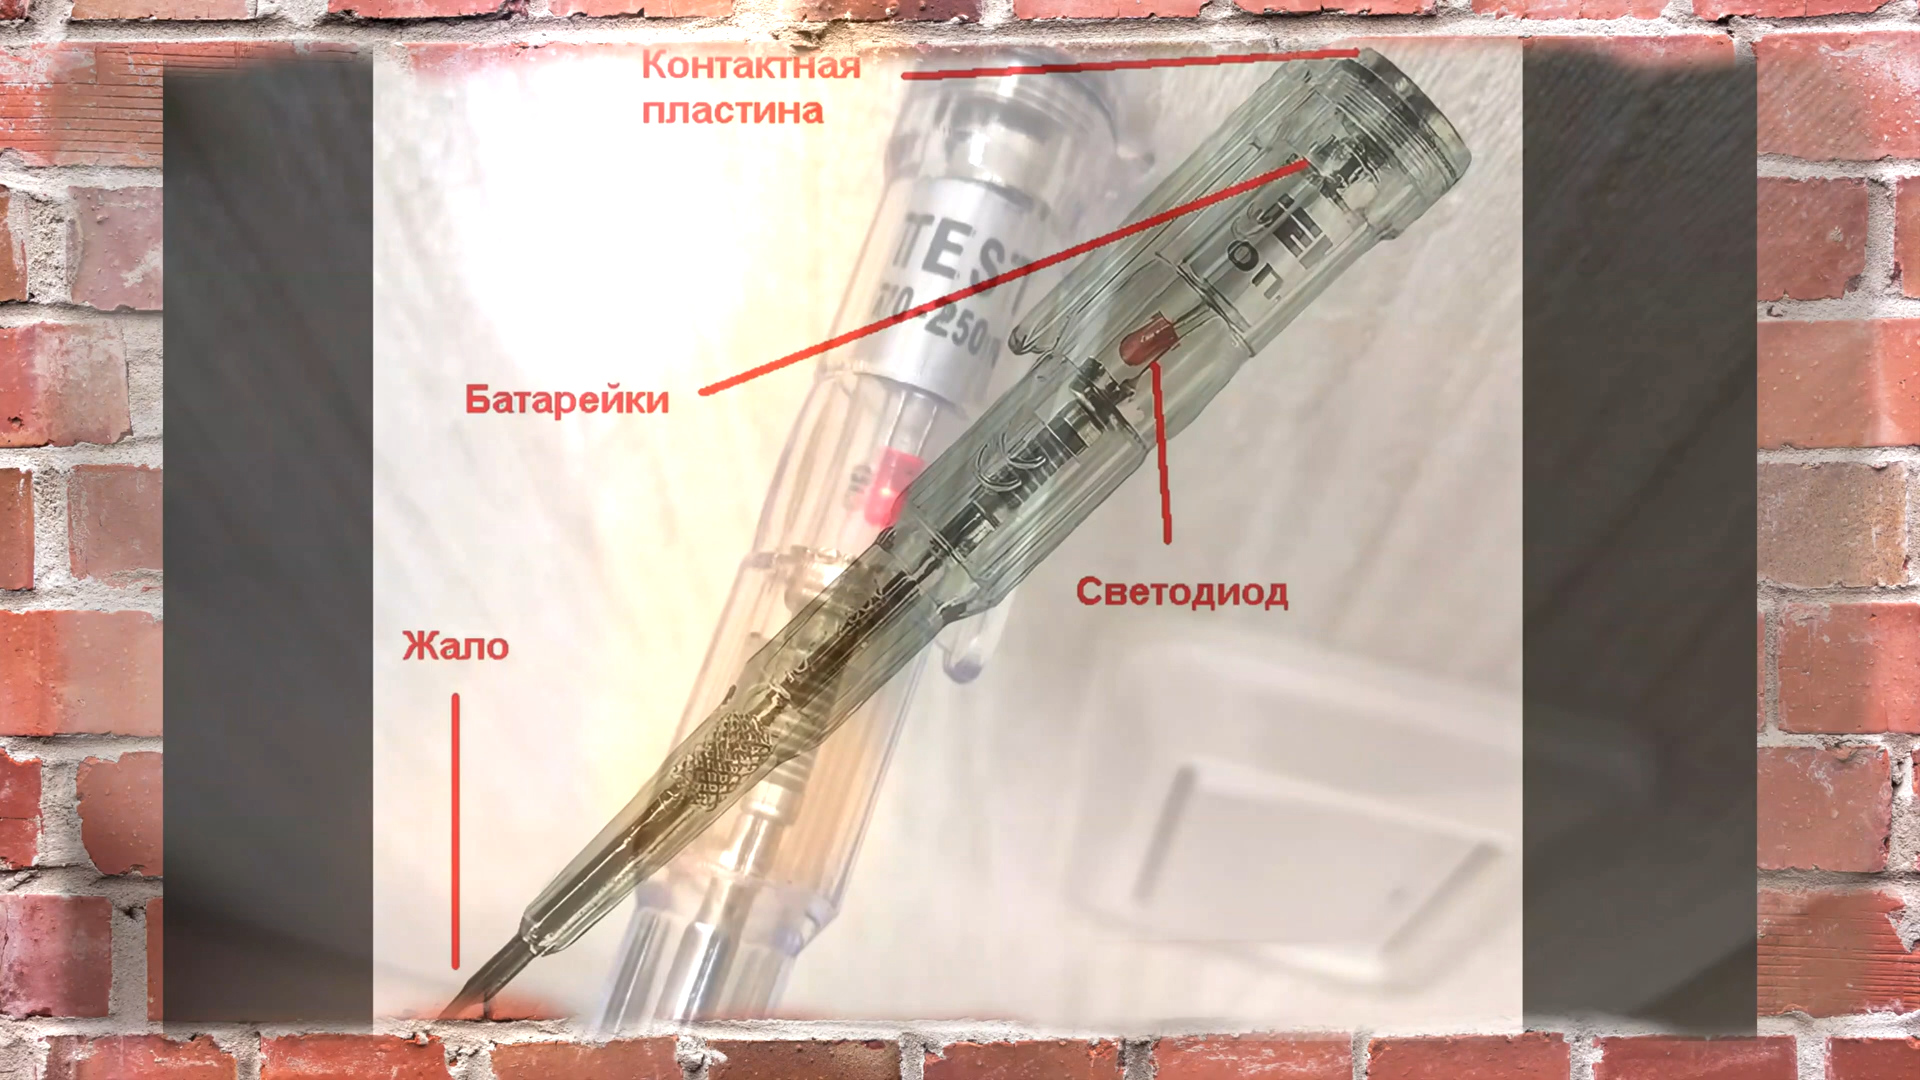 Контактная
пластина
TEST
Батарейки
Светодиод
Жало